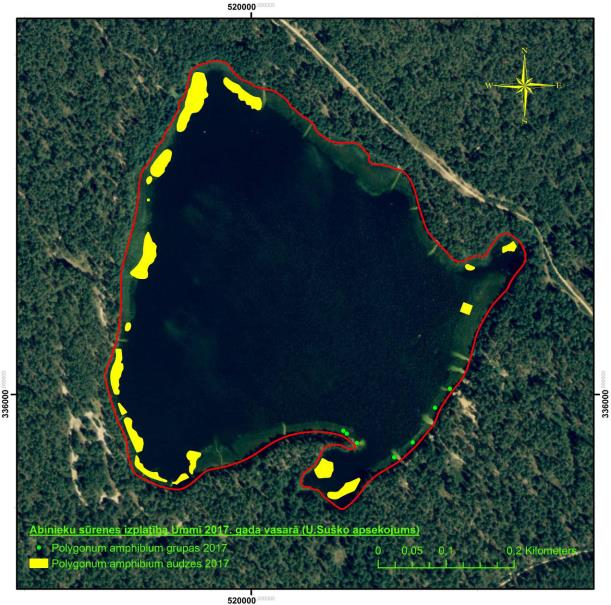 520000
N
W E
S
336000 336000
Abinieku sūrenes izplatība Ummī 2017. gada vasarā (U.Suško apsekojums)
Polygonum amphibium grupas 2017
Polygonum amphibium audzes 2017
0 0,05 0,1 0,2 Kilometers
520000